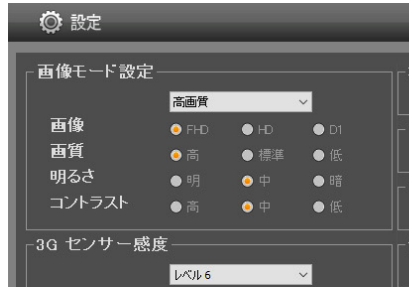 設定
画像モード設定
高画質
画像 FHD HD D1
画質 高 標準 低
明るさ 明 中 暗
コントラスト 高 中 低
3G センサー感度
レベル 6